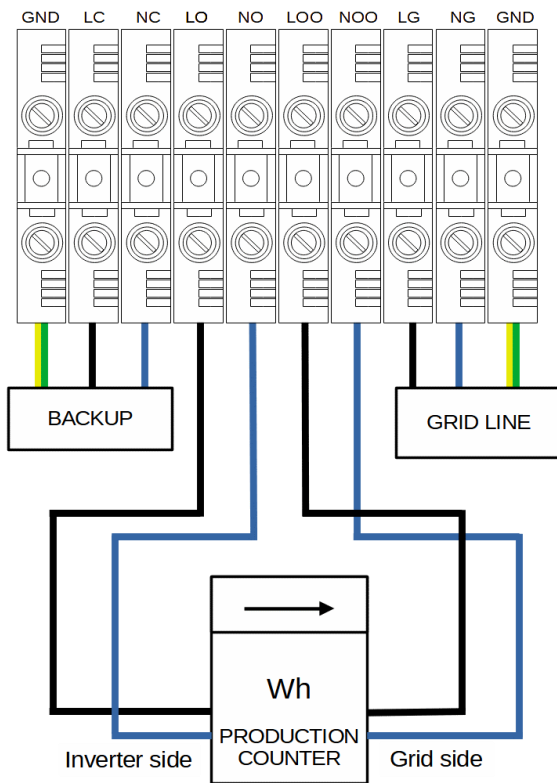 GND LC NC LO NO LOO NOO LG NG GND
BACKUP
GRID LINE
Wh
PRODUCTION
COUNTER
Inverter side
Grid side